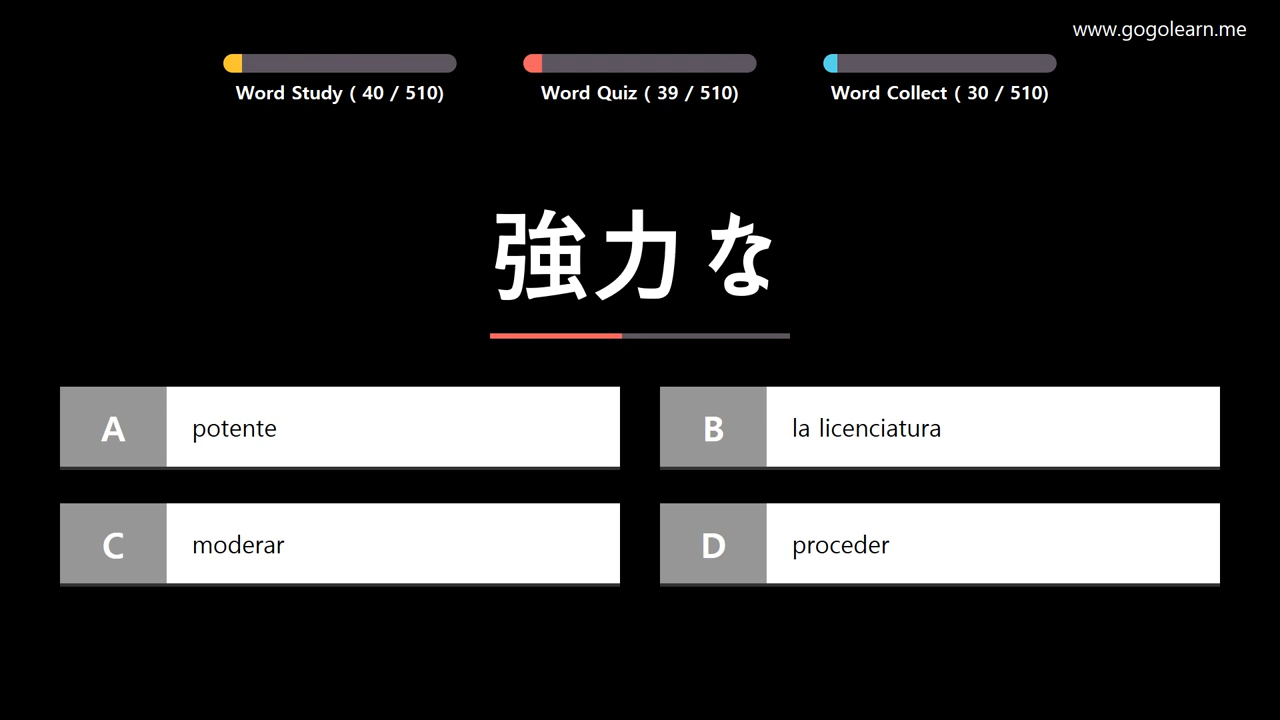 www.gogolearn.me
Word Study ( 40 / 510)
Word Quiz ( 39 / 510)
Word Collect ( 30 / 510)
強力な
A potente
B la licenciatura
C moderar
D proceder